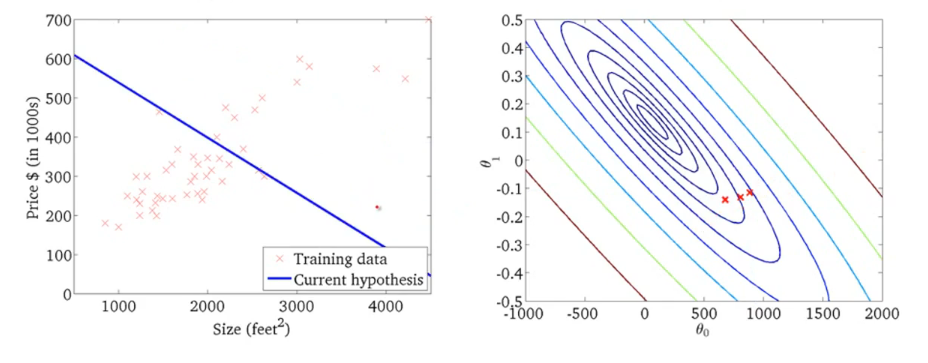 700
600
500
400
300
200
100
0
Price $ (in 1000s)
1000 2000 3000 4000
Size (feet²)
Training data
Current hypothesis
0.5
0.4
0.3
0.2
0.1
0
-0.1
-0.2
-0.3
-0.4
-0.5
θ₁
-1000 -500 0 500 1000 1500 2000
θ₀